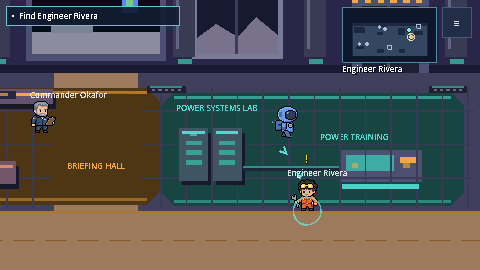 • Find Engineer Rivera
≡
Engineer Rivera
Commander Okafor
POWER SYSTEMS LAB
POWER TRAINING
BRIEFING HALL
!
Engineer Rivera